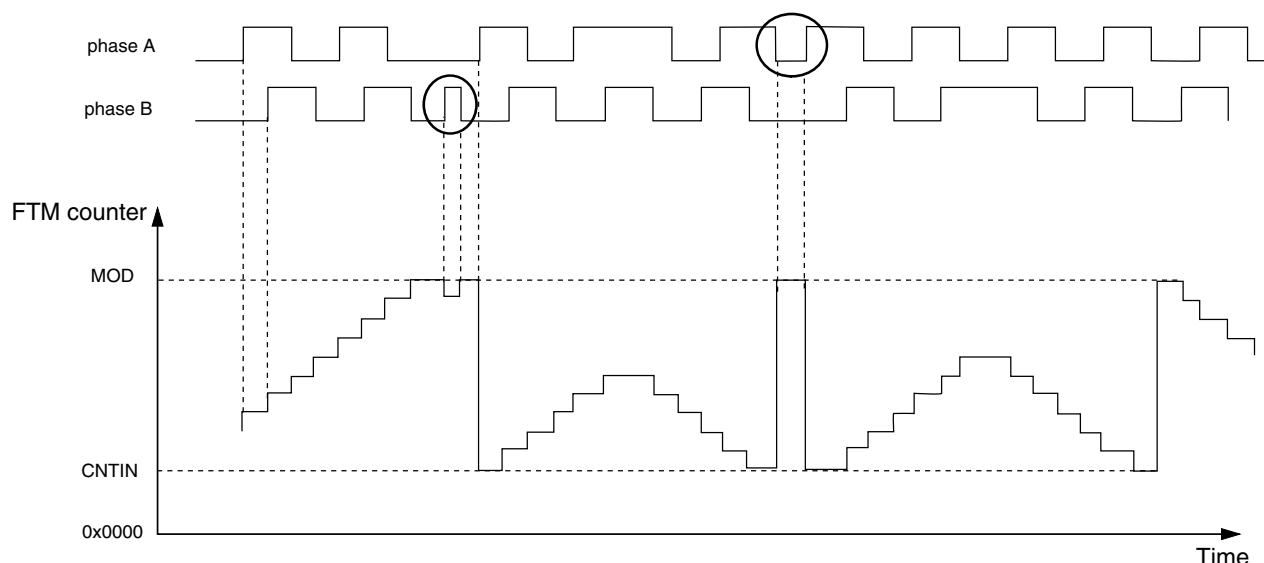 phase A
phase B
FTM counter
MOD
CNTIN
0x0000
Time